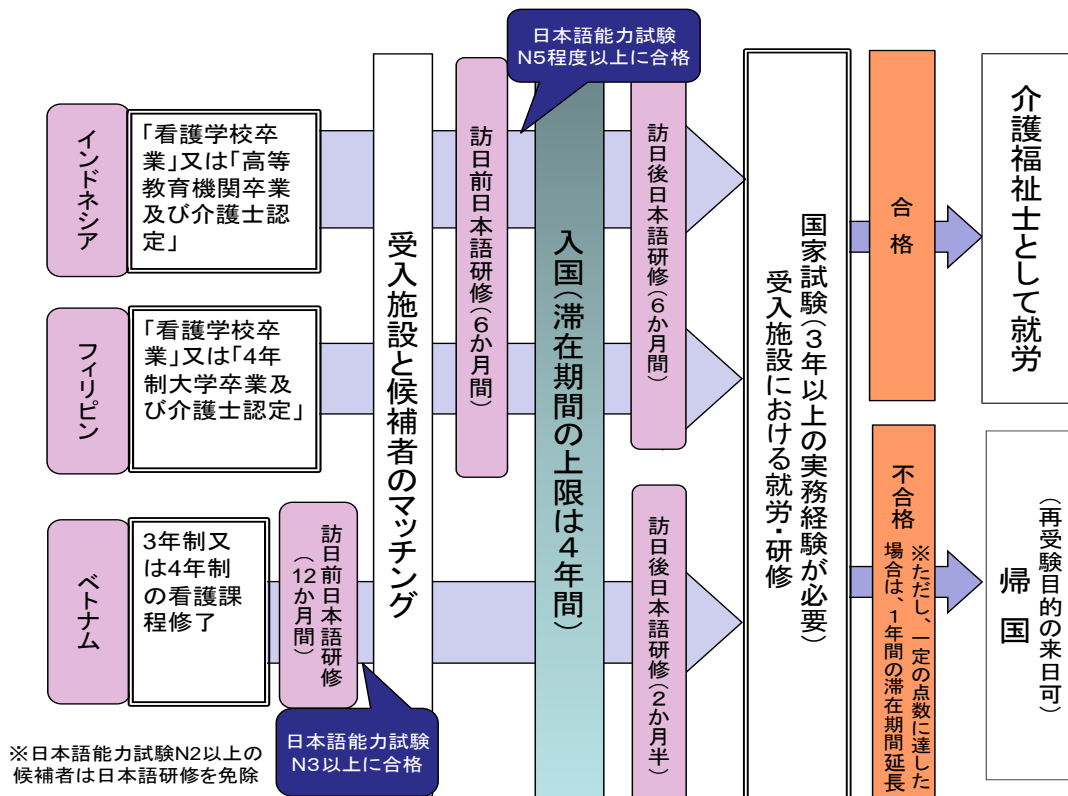 日本語能力試験
N5程度以上に合格
インドネシア
「看護学校卒
業」又は「高等
教育機関卒業
及び介護士認
定」
フィリピン
「看護学校卒
業」又は「4年
制大学卒業及
び介護士認定」
ベトナム
3年制又
は4年制
の看護課
程修了
訪日前日本語研修
(12か月間)
日本語能力試験
N3以上に合格
※日本語能力試験N2以上の
候補者は日本語研修を免除
受入施設と候補者のマッチング
訪日前日本語研修(6か月間)
入国(滞在期間の上限は4年間)
訪日後日本語研修(6か月間)
訪日後日本語研修(2か月半)
国家試験(3年以上の実務経験が必要)
受入施設における就労・研修
合格
介護福祉士として就労
不合格
※ただし、一定の点数に達した
場合は、1年間の滞在期間延長
(再受験目的の来日可)
帰国